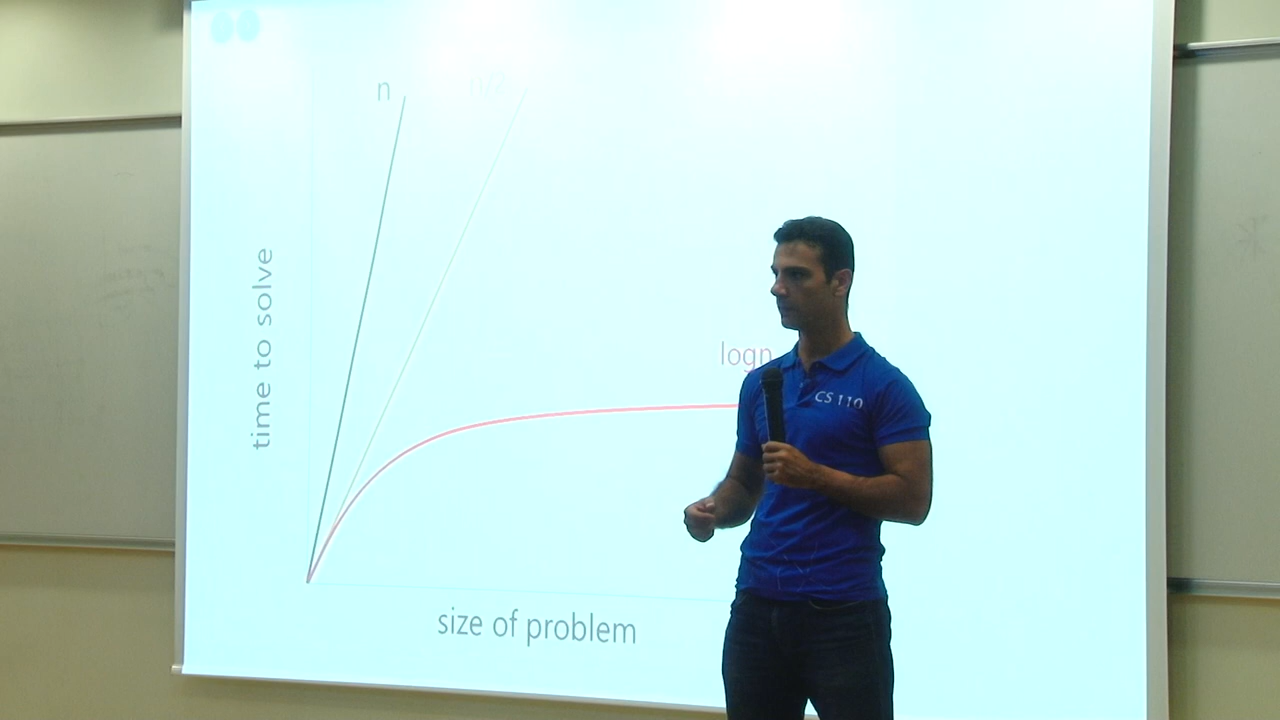 n
n/2
time to solve
logn
CS 110
size of problem